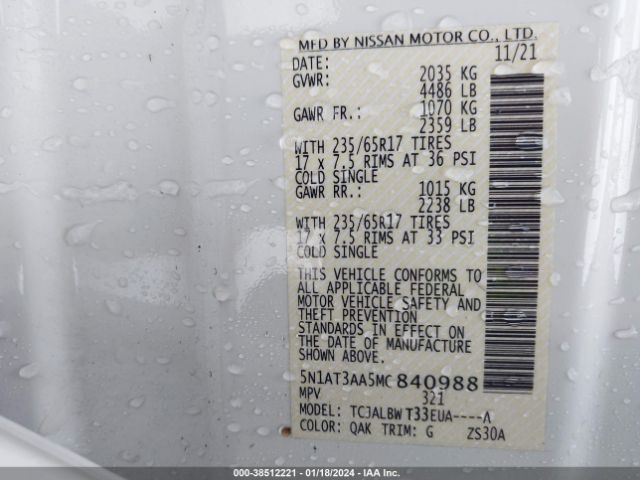 MFD BY NISSAN MOTOR CO., LTD.
DATE: 11/21
GVWR: 2035 KG
4486 LB
GAWR FR.: 1070 KG
2359 LB
WITH 235/65R17 TIRES
17 x 7.5 RIMS AT 36 PSI
COLD SINGLE
GAWR RR.: 1015 KG
2238 LB
WITH 235/65R17 TIRES
17 x 7.5 RIMS AT 33 PSI
COLD SINGLE
THIS VEHICLE CONFORMS TO
ALL APPLICABLE FEDERAL
MOTOR VEHICLE SAFETY AND
THEFT PREVENTION
STANDARDS IN EFFECT ON
THE DATE OF MANUFACTURE
SHOWN ABOVE.
5N1AT3AA5MC840988
MPV 321
MODEL: TCJALBWT33EUA----A
COLOR: QAK TRIM: G ZS30A
000-38512221 - 01/18/2024 - IAAI.COM